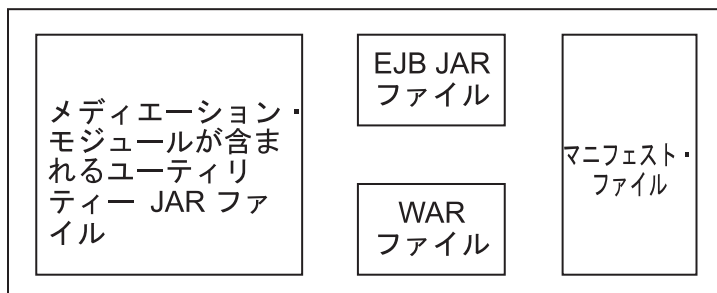 メディエーション・
モジュールが含ま
れるユーティリ
ティー JAR ファ
イル
EJB JAR
ファイル
WAR
ファイル
マニフェスト・
ファイル